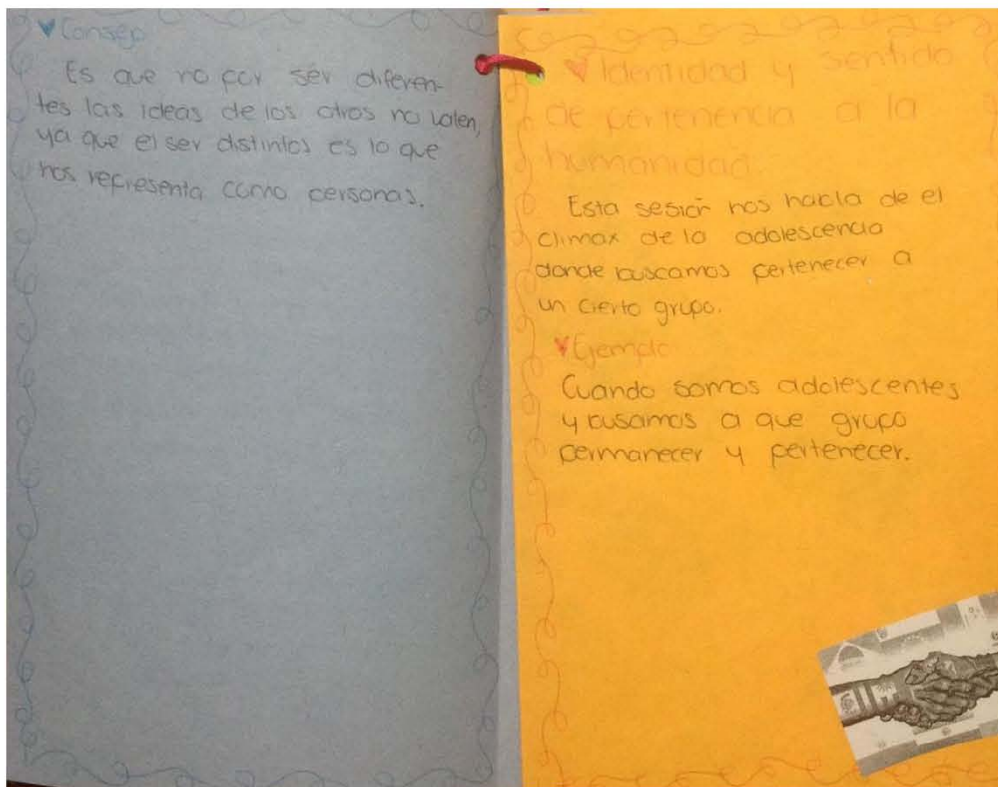 Consejo
Es que no por ser diferen-
tes las ideas de los otros no valen,
ya que el ser distintos es lo que
nos representa como personas.
Identidad y sentido
de pertenencia a la
humanidad.
Esta sesión nos habla de el
climax de la adolescencia
donde buscamos pertenecer a
un cierto grupo.
Ejemplo
Cuando somos adolescentes
y busamos a que grupo
permanecer y pertenecer.